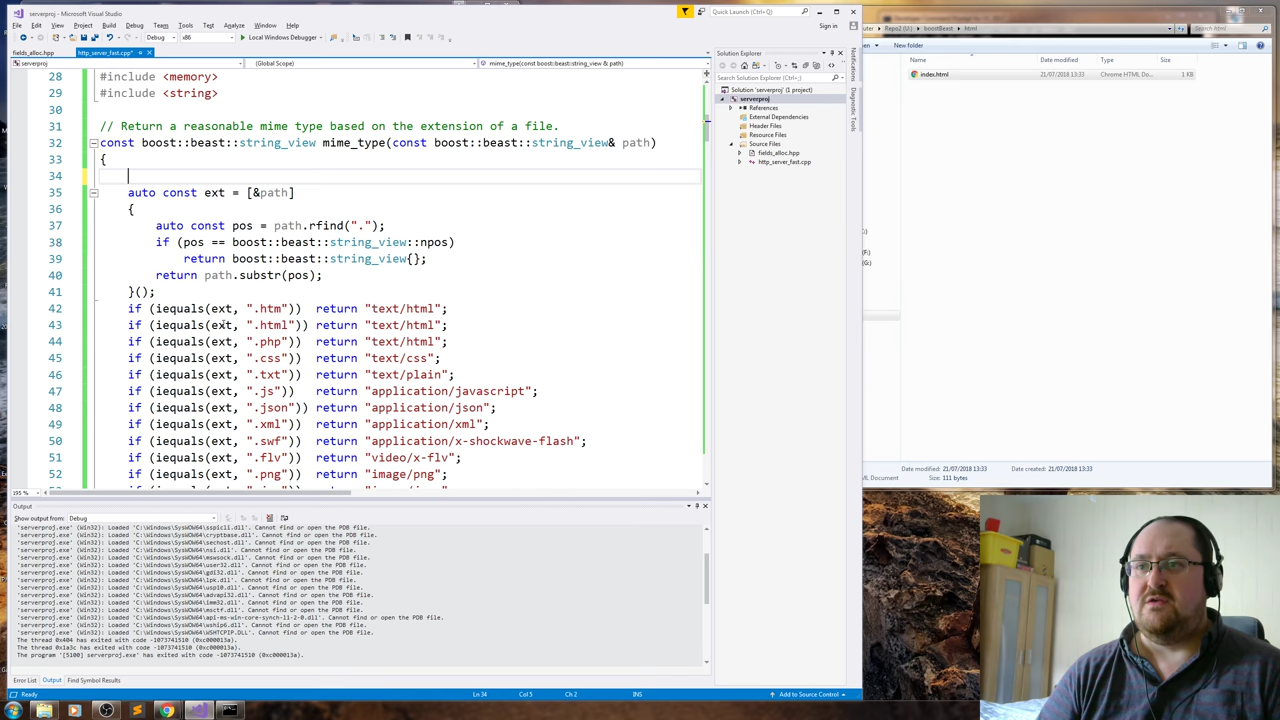 serverproj - Microsoft Visual Studio
Quick Launch (Ctrl+Q)
File Edit View Project Build Debug Team Tools Test Analyze Window Help
Sign in
Debug x86 Local Windows Debugger
fields_alloc.hpp http_server_fast.cpp*
serverproj (Global Scope) mime_type(const boost::beast::string_view & path)
28 #include <memory>
29 #include <string>
30
31 // Return a reasonable mime type based on the extension of a file.
32 const boost::beast::string_view mime_type(const boost::beast::string_view& path)
33 {
34
35 auto const ext = [&path]
36 {
37 auto const pos = path.rfind(".");
38 if (pos == boost::beast::string_view::npos)
39 return boost::beast::string_view{};
40 return path.substr(pos);
41 }();
42 if (iequals(ext, ".htm")) return "text/html";
43 if (iequals(ext, ".html")) return "text/html";
44 if (iequals(ext, ".php")) return "text/html";
45 if (iequals(ext, ".css")) return "text/css";
46 if (iequals(ext, ".txt")) return "text/plain";
47 if (iequals(ext, ".js")) return "application/javascript";
48 if (iequals(ext, ".json")) return "application/json";
49 if (iequals(ext, ".xml")) return "application/xml";
50 if (iequals(ext, ".swf")) return "application/x-shockwave-flash";
51 if (iequals(ext, ".flv")) return "video/x-flv";
52 if (iequals(ext, ".png")) return "image/png";
195 %
Output
Show output from: Debug
'serverproj.exe' (Win32): Loaded 'C:\Windows\SysWOW64\sspicli.dll'. Cannot find or open the PDB file.
'serverproj.exe' (Win32): Loaded 'C:\Windows\SysWOW64\cryptbase.dll'. Cannot find or open the PDB file.
'serverproj.exe' (Win32): Loaded 'C:\Windows\SysWOW64\sechost.dll'. Cannot find or open the PDB file.
'serverproj.exe' (Win32): Loaded 'C:\Windows\SysWOW64\nsi.dll'. Cannot find or open the PDB file.
'serverproj.exe' (Win32): Loaded 'C:\Windows\SysWOW64\mswsock.dll'. Cannot find or open the PDB file.
'serverproj.exe' (Win32): Loaded 'C:\Windows\SysWOW64\user32.dll'. Cannot find or open the PDB file.
'serverproj.exe' (Win32): Loaded 'C:\Windows\SysWOW64\gdi32.dll'. Cannot find or open the PDB file.
'serverproj.exe' (Win32): Loaded 'C:\Windows\SysWOW64\lpk.dll'. Cannot find or open the PDB file.
'serverproj.exe' (Win32): Loaded 'C:\Windows\SysWOW64\usp10.dll'. Cannot find or open the PDB file.
'serverproj.exe' (Win32): Loaded 'C:\Windows\SysWOW64\advapi32.dll'. Cannot find or open the PDB file.
'serverproj.exe' (Win32): Loaded 'C:\Windows\SysWOW64\imm32.dll'. Cannot find or open the PDB file.
'serverproj.exe' (Win32): Loaded 'C:\Windows\SysWOW64\msctf.dll'. Cannot find or open the PDB file.
'serverproj.exe' (Win32): Loaded 'C:\Windows\SysWOW64\api-ms-win-core-synch-l1-2-0.dll'. Cannot find or open the PDB file.
'serverproj.exe' (Win32): Loaded 'C:\Windows\SysWOW64\wship6.dll'. Cannot find or open the PDB file.
'serverproj.exe' (Win32): Loaded 'C:\Windows\SysWOW64\WSHTCPIP.DLL'. Cannot find or open the PDB file.
The thread 0x404 has exited with code -1073741510 (0xc000013a).
The thread 0x1a3c has exited with code -1073741510 (0xc000013a).
The program '[5100] serverproj.exe' has exited with code -1073741510 (0xc000013a).
Error List Output Find Symbol Results
Ready Ln 34 Col 5 Ch 2 INS Add to Source Control
Solution Explorer
Search Solution Explorer (Ctrl+;)
Solution 'serverproj' (1 project)
serverproj
References
External Dependencies
Header Files
Resource Files
Source Files
fields_alloc.hpp
http_server_fast.cpp
Notifications
Diagnostic Tools
Repo2 (U:) boostBeast html
Search html
New folder
Name Date modified Type Size
index.html 21/07/2018 13:33 Chrome HTML Do... 1 KB
(F:)
(G:)
Date modified: 21/07/2018 13:33 Date created: 21/07/2018 13:33
Size: 111 bytes